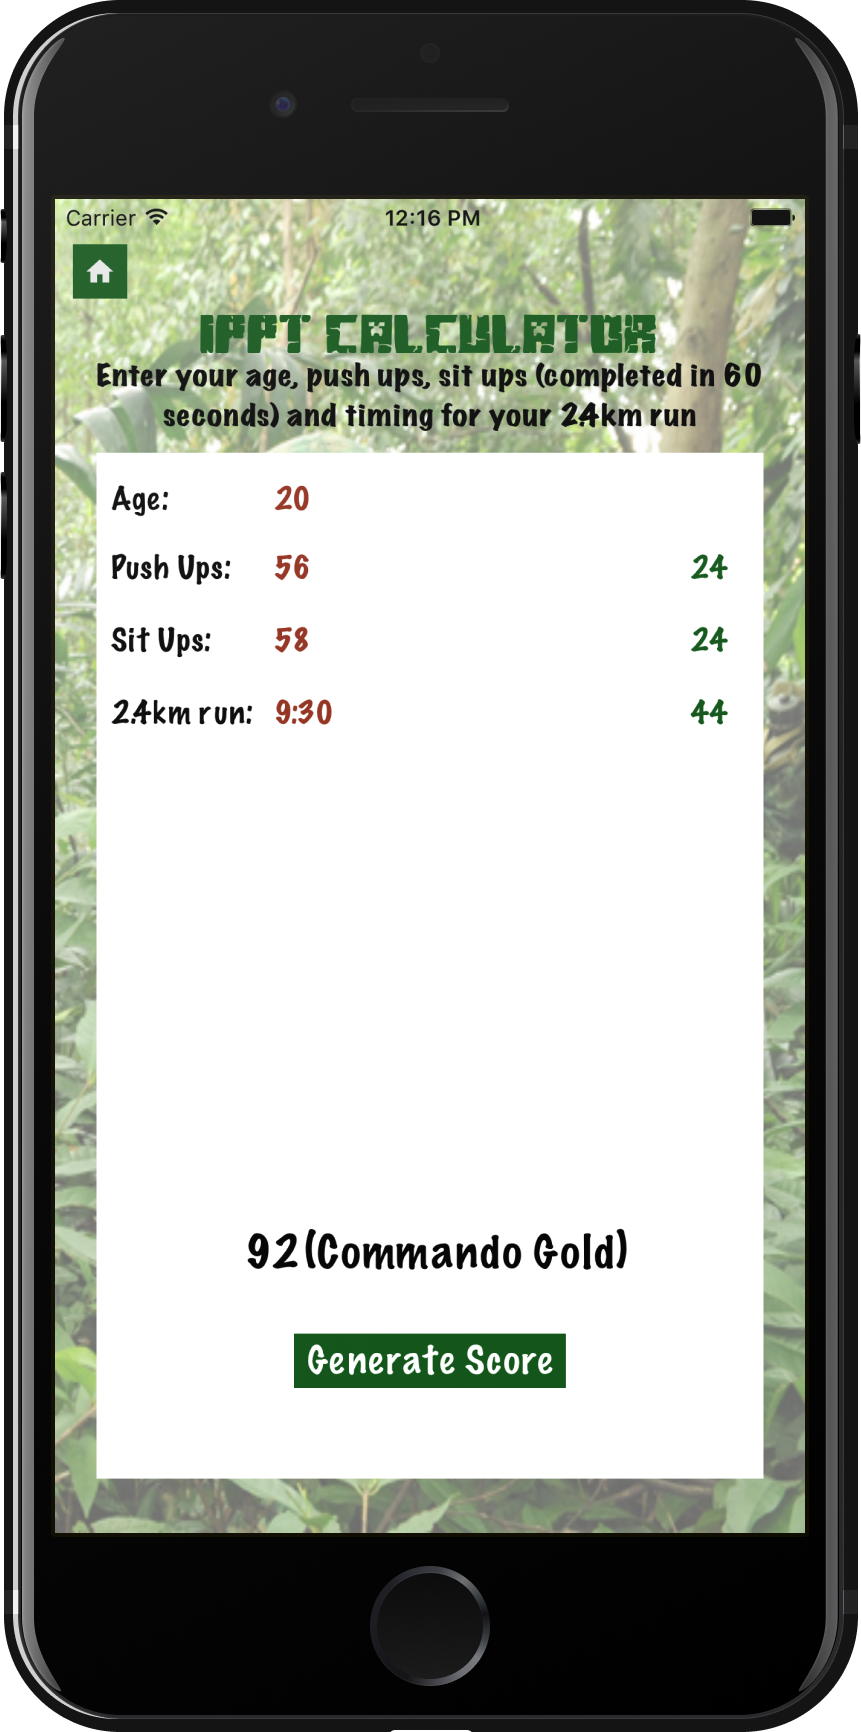 Carrier 12:16 PM
IPPT CALCULATOR
Enter your age, push ups, sit ups (completed in 60
seconds) and timing for your 2.4km run
Age: 20
Push Ups: 56 24
Sit Ups: 58 24
2.4km run: 9:30 44
92(Commando Gold)
Generate Score